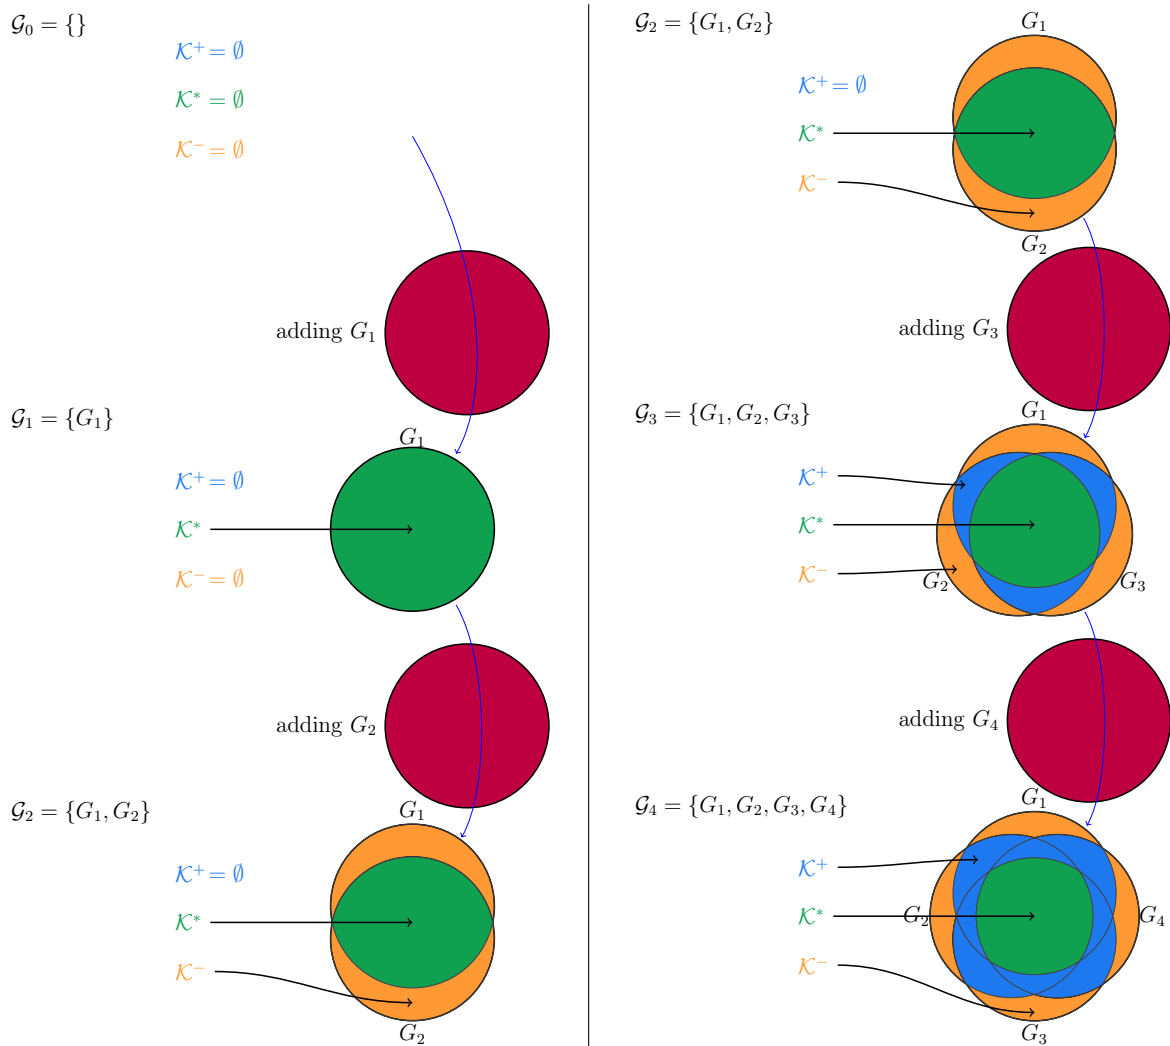 𝒢₀ = {}
𝒦⁺ = ∅
𝒦* = ∅
𝒦⁻ = ∅
adding G₁
𝒢₁ = {G₁}
G₁
𝒦⁺ = ∅
𝒦*
𝒦⁻ = ∅
adding G₂
𝒢₂ = {G₁, G₂}
G₁
𝒦⁺ = ∅
𝒦*
𝒦⁻
G₂
𝒢₂ = {G₁, G₂}
G₁
𝒦⁺ = ∅
𝒦*
𝒦⁻
G₂
adding G₃
𝒢₃ = {G₁, G₂, G₃}
G₁
𝒦⁺
𝒦*
𝒦⁻
G₂
G₃
adding G₄
𝒢₄ = {G₁, G₂, G₃, G₄}
G₁
𝒦⁺
𝒦*
G₂
G₄
𝒦⁻
G₃